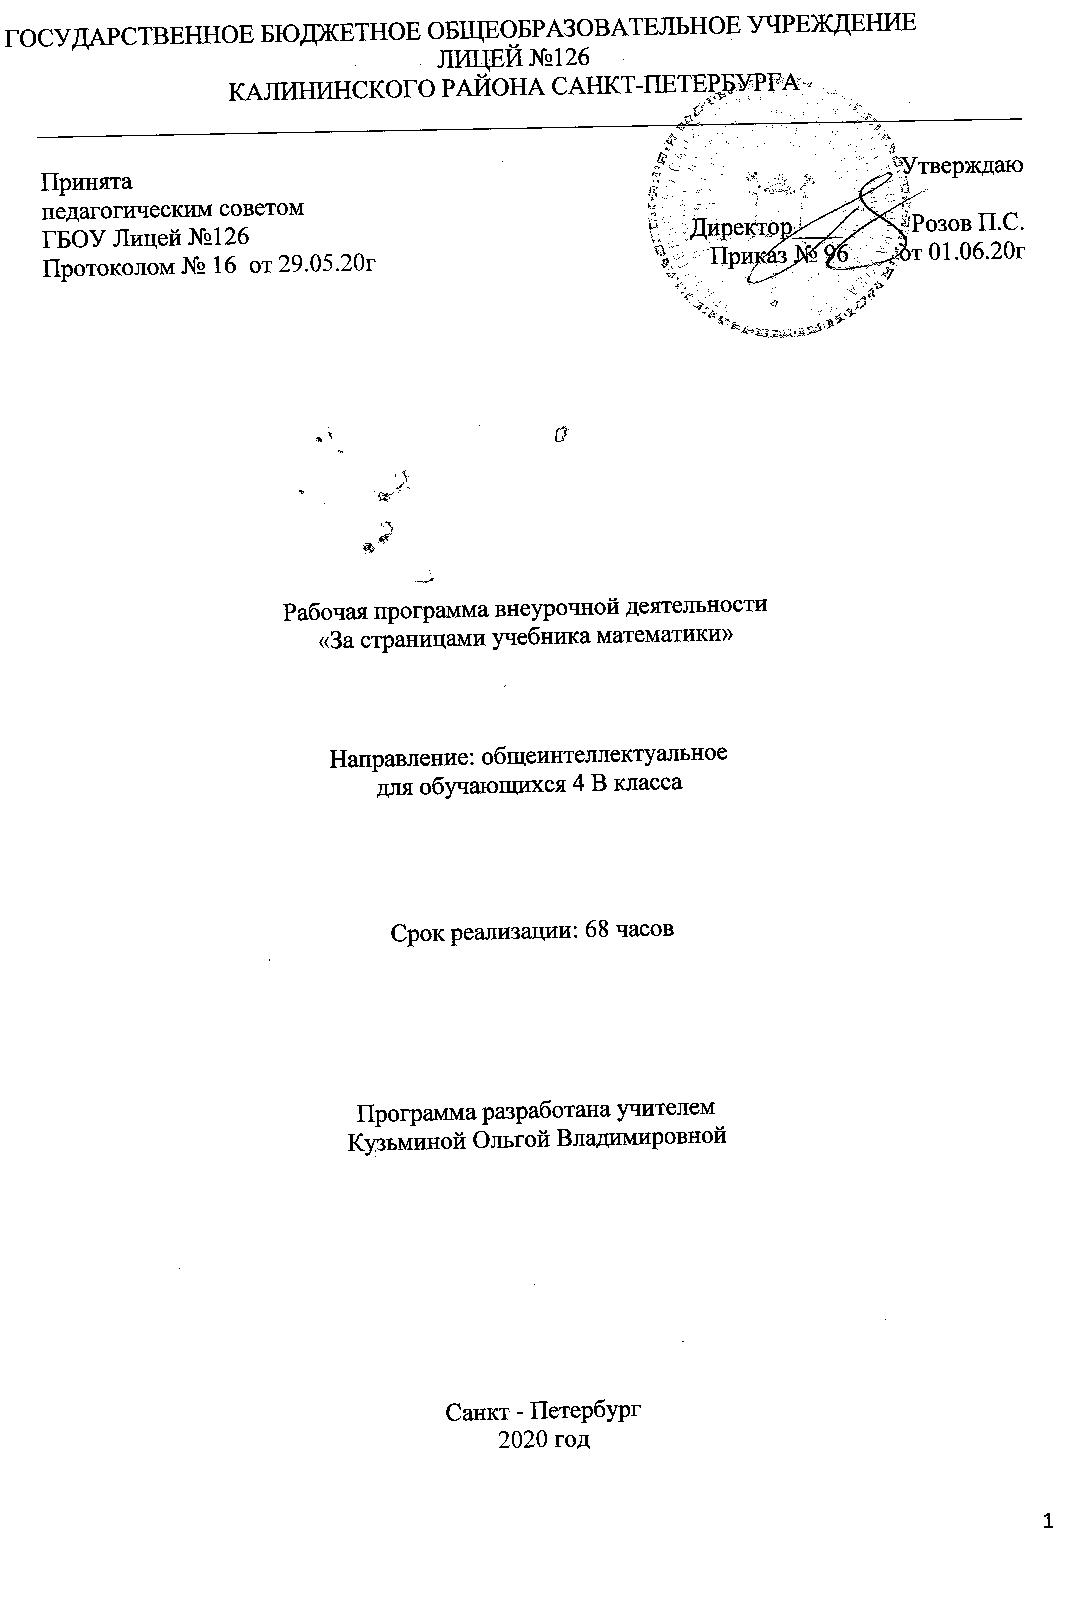 ГОСУДАРСТВЕННОЕ БЮДЖЕТНОЕ ОБЩЕОБРАЗОВАТЕЛЬНОЕ УЧРЕЖДЕНИЕ
ЛИЦЕЙ №126
КАЛИНИНСКОГО РАЙОНА САНКТ-ПЕТЕРБУРГА
Принята
педагогическим советом
ГБОУ Лицей №126
Протоколом № 16 от 29.05.20г
Утверждаю
Директор Розов П.С.
Приказ № 96 от 01.06.20г
Рабочая программа внеурочной деятельности
«За страницами учебника математики»
Направление: общеинтеллектуальное
для обучающихся 4 В класса
Срок реализации: 68 часов
Программа разработана учителем
Кузьминой Ольгой Владимировной
Санкт - Петербург
2020 год
1